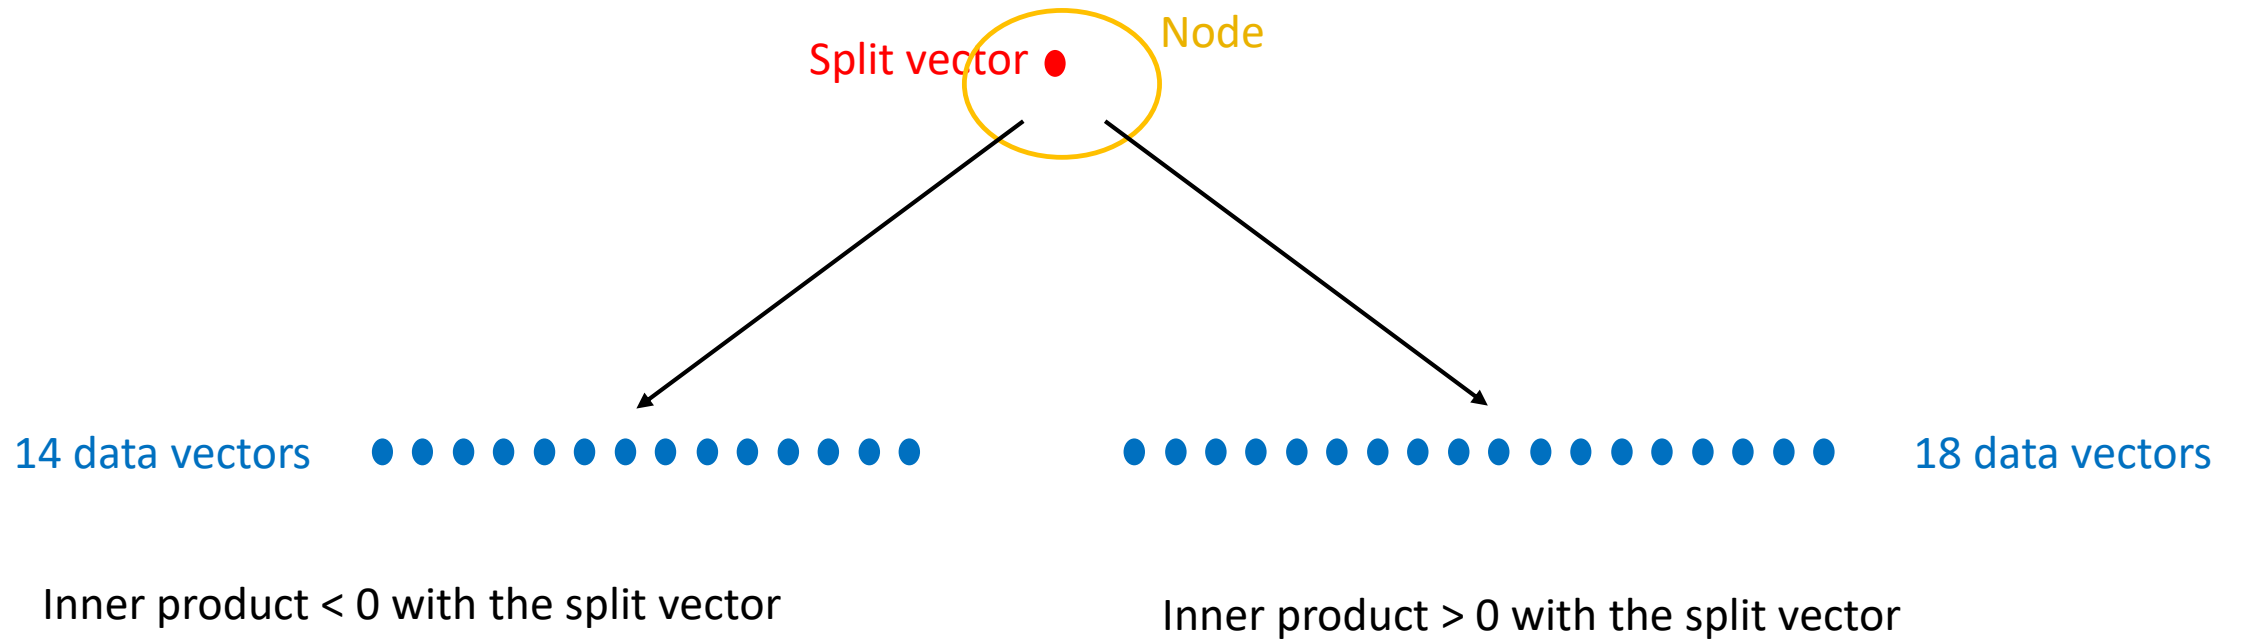 Node
Split vector
14 data vectors
18 data vectors
Inner product < 0 with the split vector
Inner product > 0 with the split vector